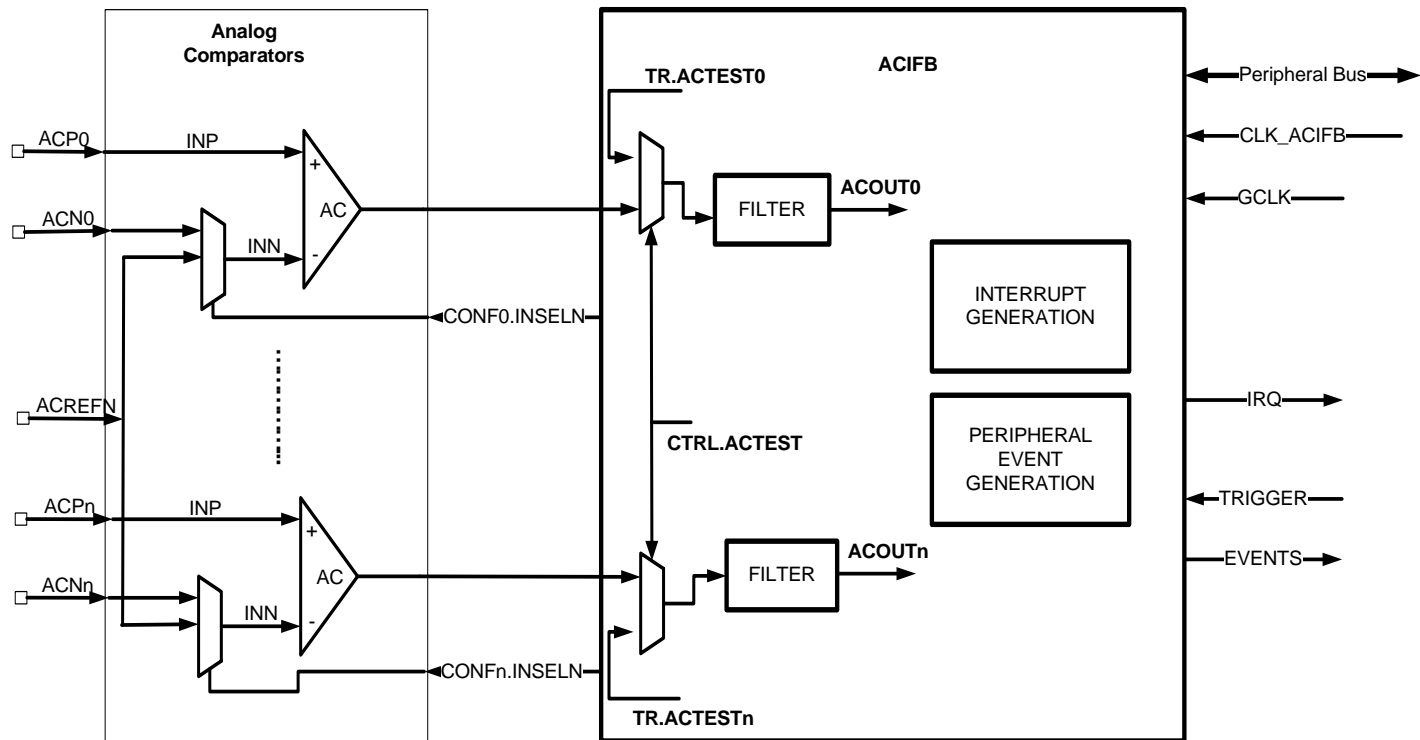 Analog
Comparators
ACIFB
TR.ACTEST0
Peripheral Bus
CLK_ACIFB
GCLK
ACP0
INP
+
AC
-
ACN0
INN
ACOUT0
FILTER
CONF0.INSELN
INTERRUPT
GENERATION
ACREFN
CTRL.ACTEST
IRQ
PERIPHERAL
EVENT
GENERATION
TRIGGER
EVENTS
ACPn
INP
+
AC
-
ACNn
INN
ACOUTn
FILTER
CONFn.INSELN
TR.ACTESTn